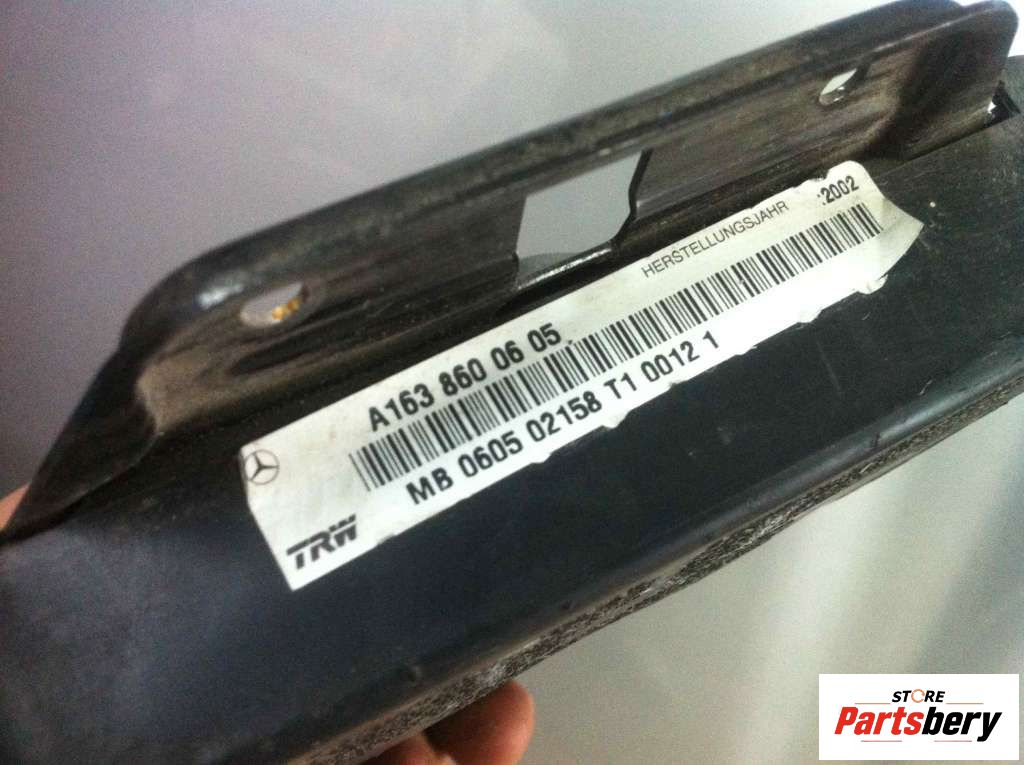 HERSTELLUNGSJAHR :2002
A163 860 06 05
MB 0605 02158 T1 0012 1
TRW
STORE
Partsbery